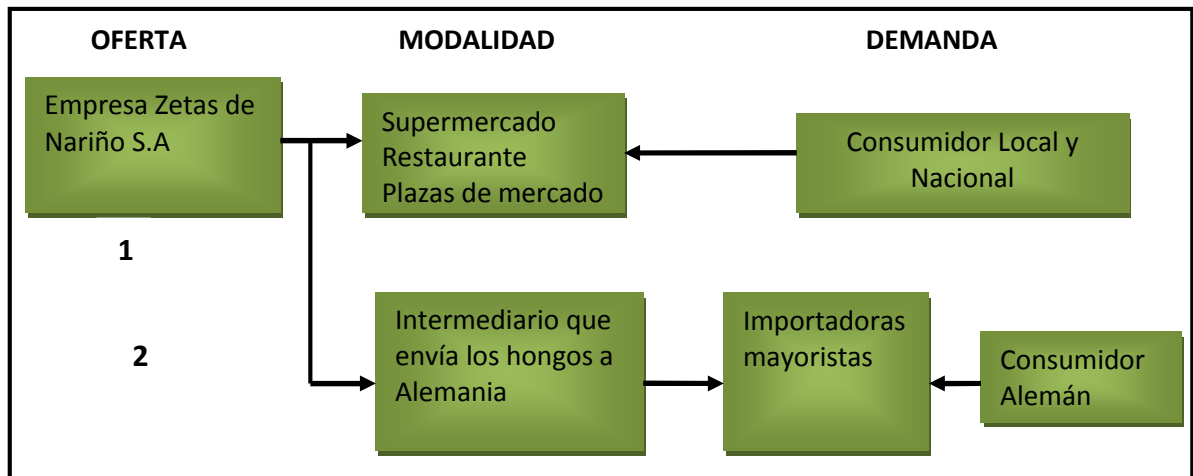 OFERTA
MODALIDAD
DEMANDA
Empresa Zetas de
Nariño S.A
Supermercado
Restaurante
Plazas de mercado
Consumidor Local y
Nacional
1
2
Intermediario que
envía los hongos a
Alemania
Importadoras
mayoristas
Consumidor
Alemán